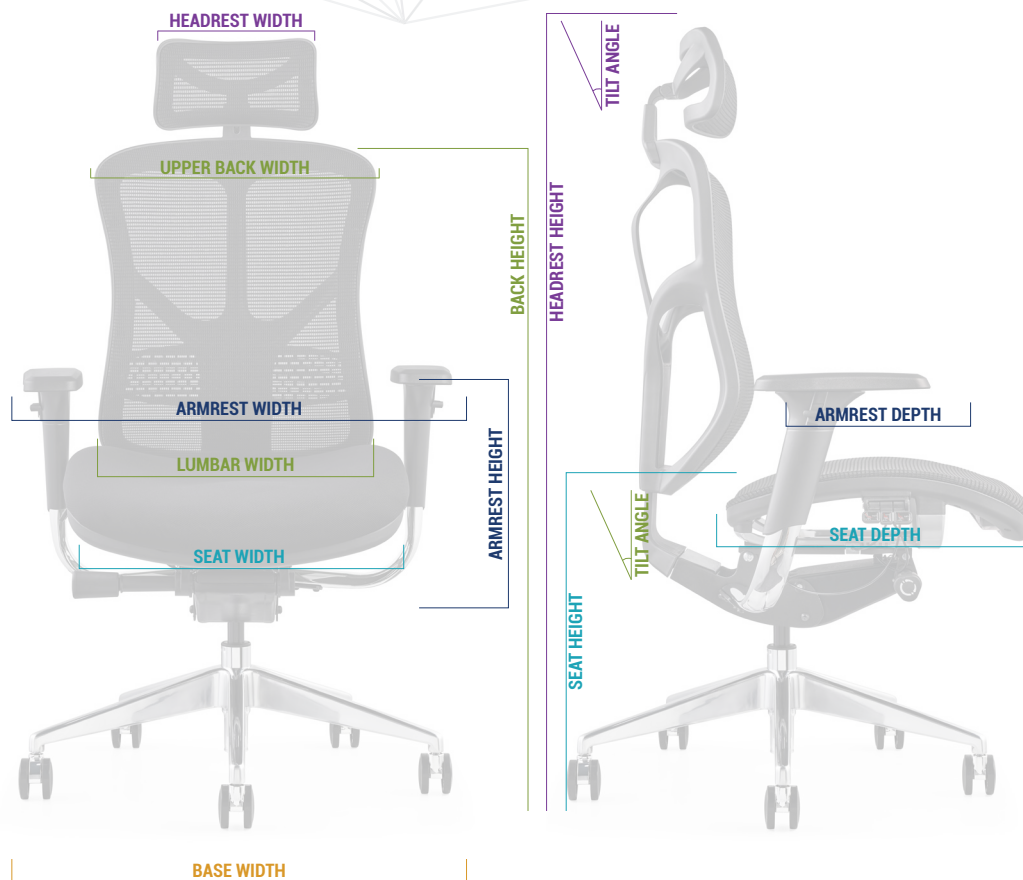 HEADREST WIDTH
TILT ANGLE
UPPER BACK WIDTH
BACK HEIGHT
HEADREST HEIGHT
ARMREST WIDTH
ARMREST DEPTH
LUMBAR WIDTH
ARMREST HEIGHT
TILT ANGLE
SEAT DEPTH
SEAT WIDTH
SEAT HEIGHT
BASE WIDTH